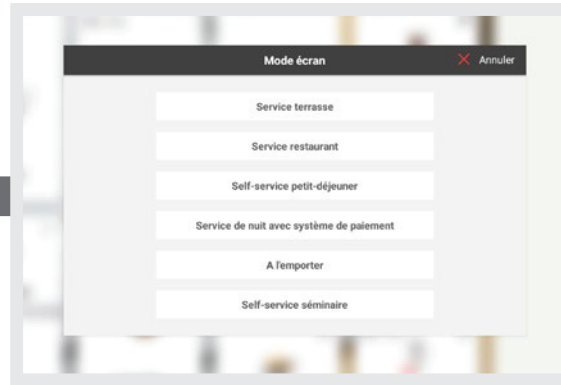 Mode écran
Annuler
Service terrasse
Service restaurant
Self-service petit-déjeuner
Service de nuit avec système de paiement
A l'emporter
Self-service séminaire